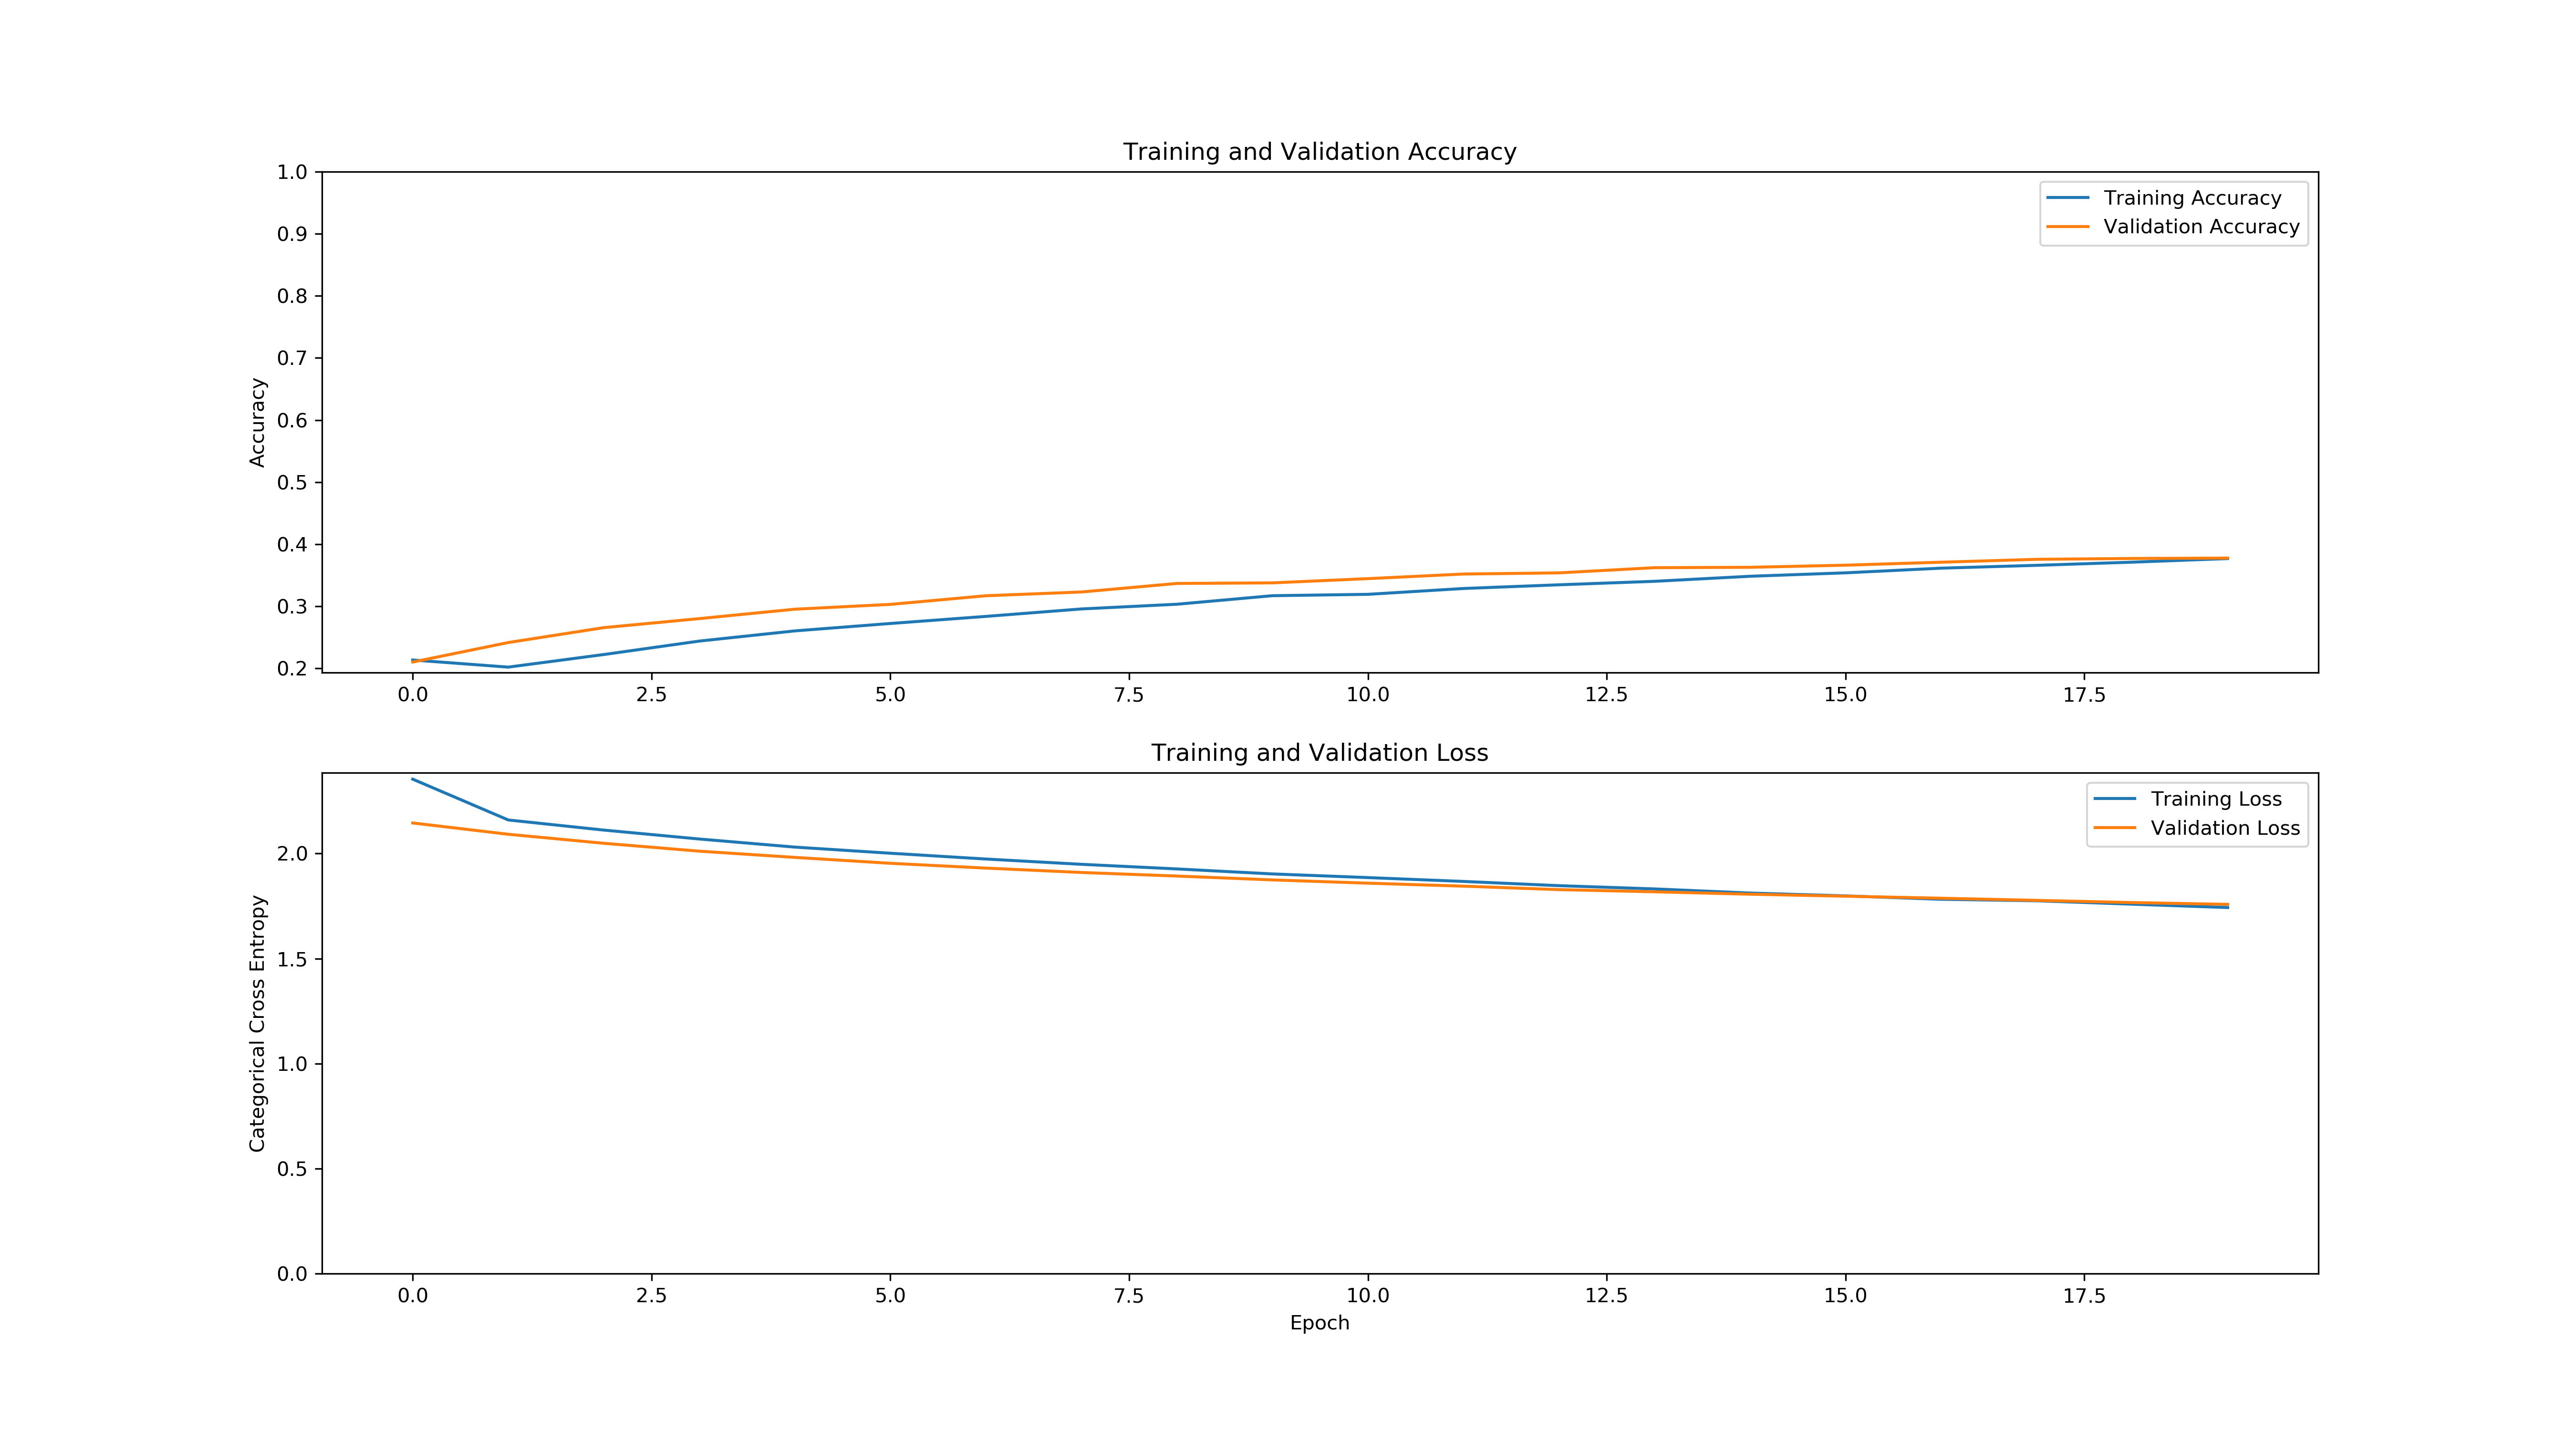 Training and Validation Accuracy
1.0
0.9
0.8
0.7
0.6
0.5
0.4
0.3
0.2
Accuracy
Training Accuracy
Validation Accuracy
0.0 2.5 5.0 7.5 10.0 12.5 15.0 17.5
Training and Validation Loss
2.0
1.5
1.0
0.5
0.0
Categorical Cross Entropy
Training Loss
Validation Loss
0.0 2.5 5.0 7.5 10.0 12.5 15.0 17.5
Epoch